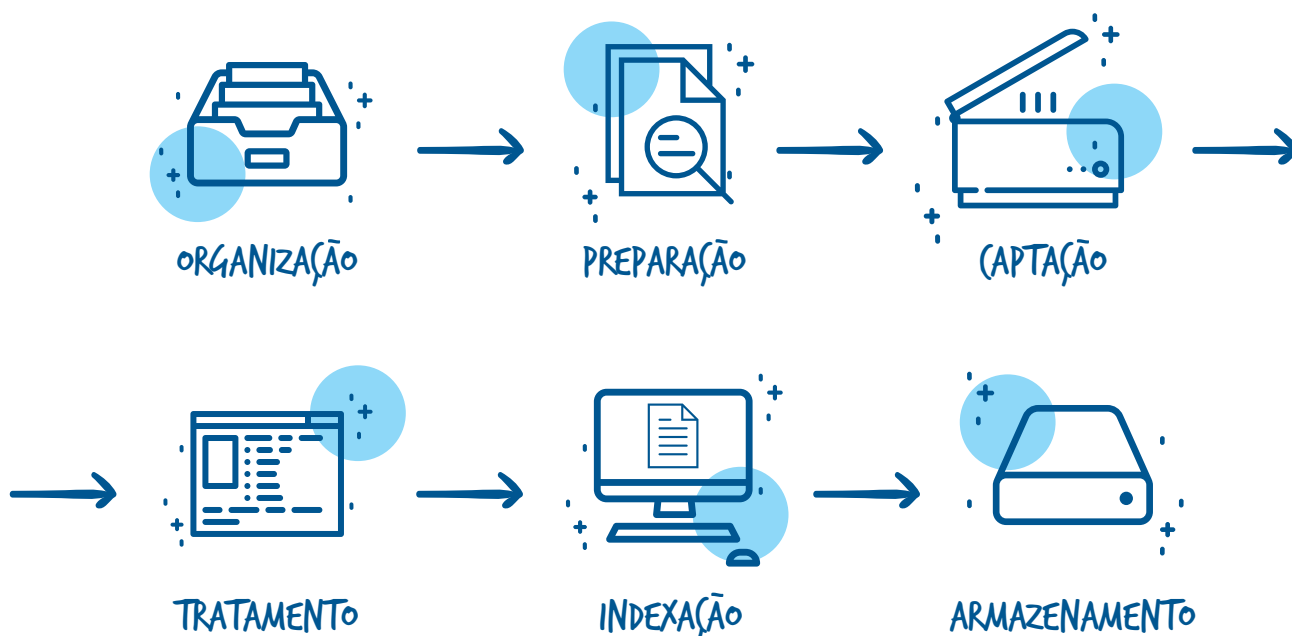 ORGANIZAÇÃO
PREPARAÇÃO
CAPTAÇÃO
TRATAMENTO
INDEXAÇÃO
ARMAZENAMENTO